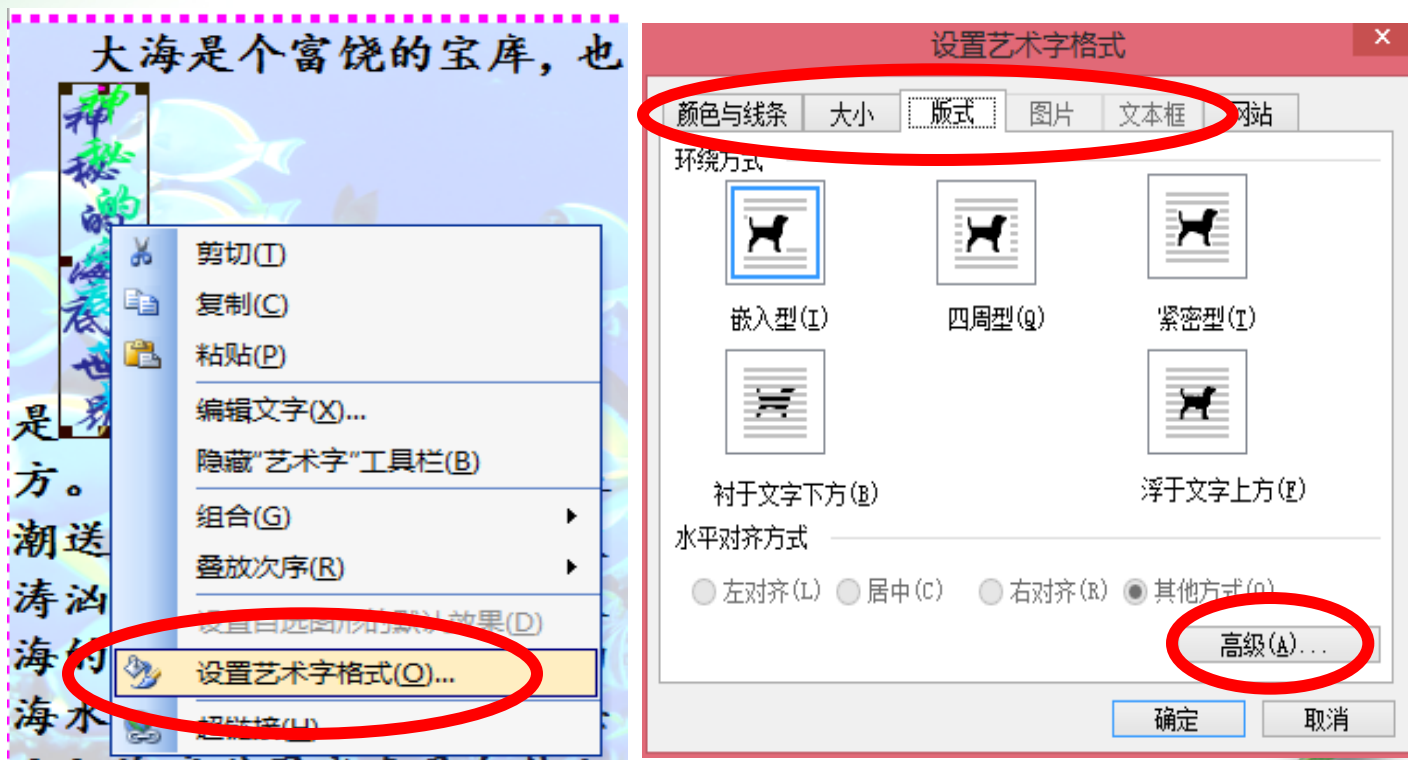 大海是个富饶的宝库，也
神秘的海底世界
是
方。
潮送
涛汹
海的
海水
剪切(T)
复制(C)
粘贴(P)
编辑文字(X)...
隐藏“艺术字”工具栏(B)
组合(G)
叠放次序(R)
设置自选图形的默认效果(D)
设置艺术字格式(O)...
超链接(H)
设置艺术字格式
颜色与线条 大小 版式 图片 文本框 网站
环绕方式
嵌入型(I) 四周型(Q) 紧密型(T)
衬于文字下方(B) 浮于文字上方(F)
水平对齐方式
左对齐(L) 居中(C) 右对齐(R) 其他方式(O)
高级(A)...
确定 取消